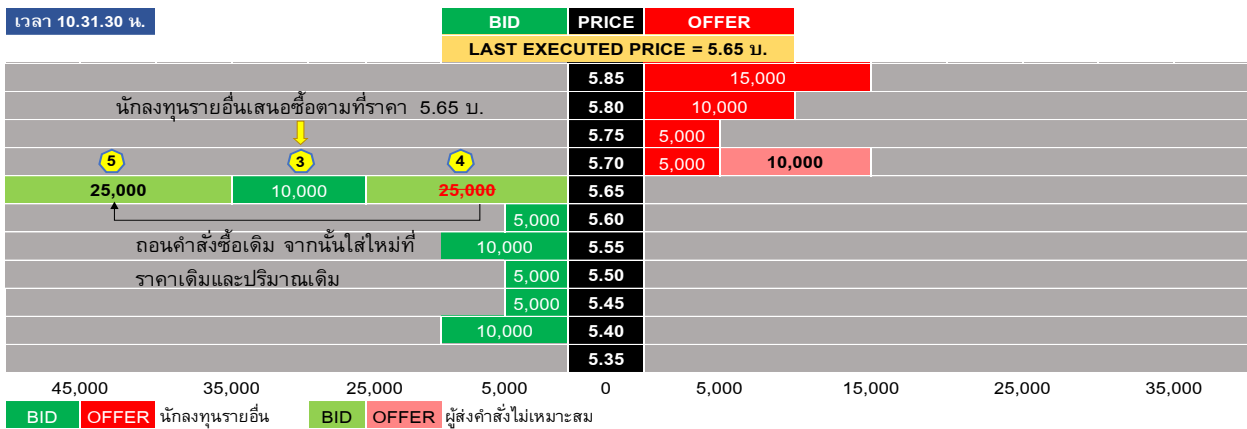 เวลา 10.31.30 น. BID PRICE OFFER
LAST EXECUTED PRICE = 5.65 บ.
5.85 15,000
นักลงทุนรายอื่นเสนอซื้อตามที่ราคา 5.65 บ. 5.80 10,000
5.75 5,000
5 3 4 5.70 5,000 10,000
25,000 10,000 25,000 5.65
5,000 5.60
ถอนคำสั่งซื้อเดิม จากนั้นใส่ใหม่ที่ 10,000 5.55
ราคาเดิมและปริมาณเดิม 5,000 5.50
5,000 5.45
10,000 5.40
5.35
45,000 35,000 25,000 5,000 0 5,000 15,000 25,000 35,000
BID OFFER นักลงทุนรายอื่น BID OFFER ผู้ส่งคำสั่งไม่เหมาะสม